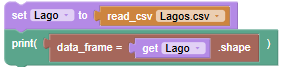 set Lago to read_csv Lagos.csv
print( data_frame = get Lago .shape )